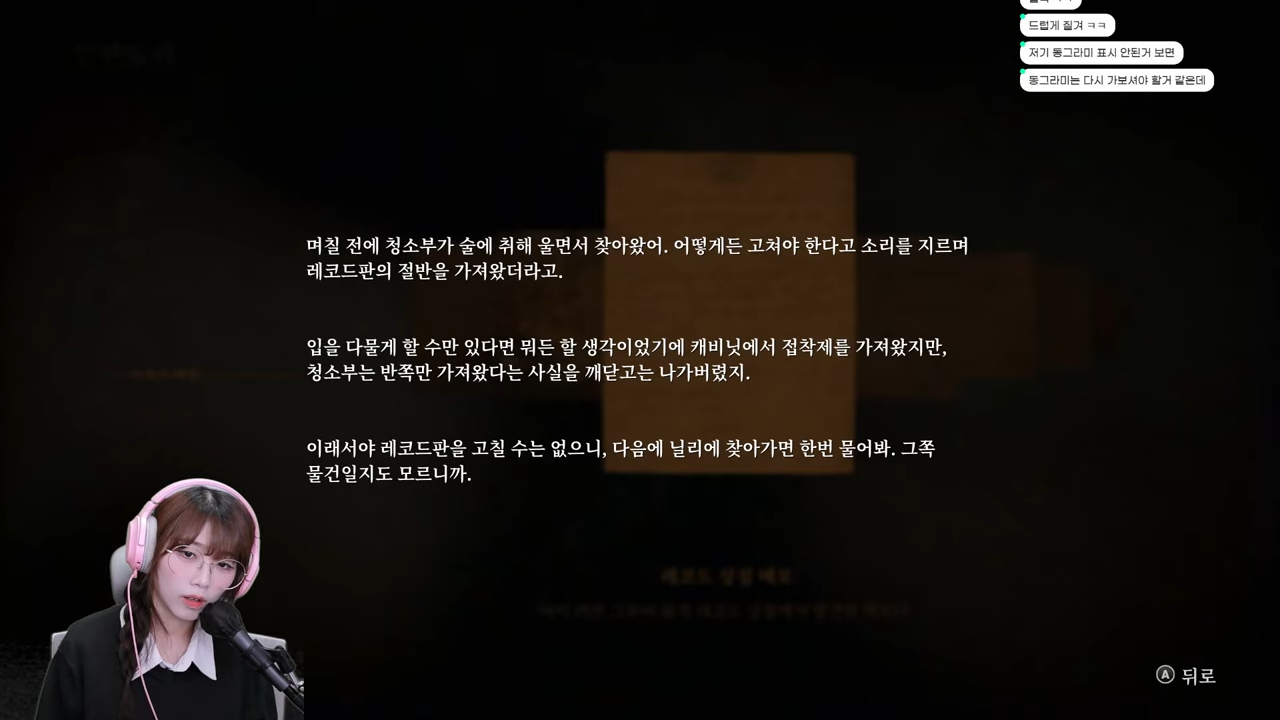 드럽게 질겨 ㅋㅋ
저기 동그라미 표시 안된거 보면
동그라미는 다시 가보셔야 할거 같은데
며칠 전에 청소부가 술에 취해 울면서 찾아왔어. 어떻게든 고쳐야 한다고 소리를 지르며
레코드판의 절반을 가져왔더라고.
입을 다물게 할 수만 있다면 뭐든 할 생각이었기에 캐비닛에서 접착제를 가져왔지만,
청소부는 반쪽만 가져왔다는 사실을 깨닫고는 나가버렸지.
이래서야 레코드판을 고칠 수는 없으니, 다음에 닐리에 찾아가면 한번 물어봐. 그쪽
물건일지도 모르니까.
레코드 상점 메모
A 뒤로